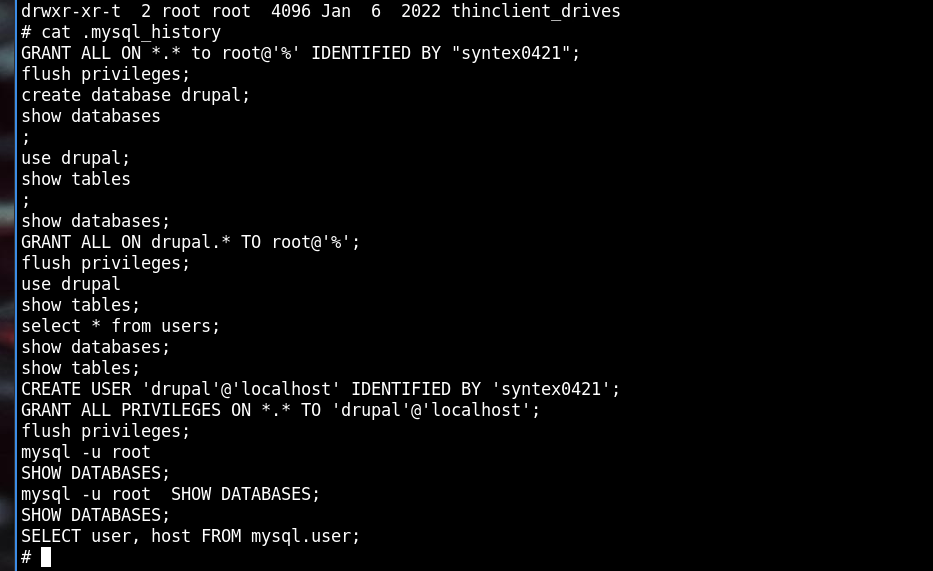 drwxr-xr-t  2 root root  4096 Jan  6  2022 thinclient_drives
# cat .mysql_history
GRANT ALL ON *.* to root@'%' IDENTIFIED BY "syntex0421";
flush privileges;
create database drupal;
show databases
;
use drupal;
show tables
;
show databases;
GRANT ALL ON drupal.* TO root@'%';
flush privileges;
use drupal
show tables;
select * from users;
show databases;
show tables;
CREATE USER 'drupal'@'localhost' IDENTIFIED BY 'syntex0421';
GRANT ALL PRIVILEGES ON *.* TO 'drupal'@'localhost';
flush privileges;
mysql -u root
SHOW DATABASES;
mysql -u root  SHOW DATABASES;
SHOW DATABASES;
SELECT user, host FROM mysql.user;
#